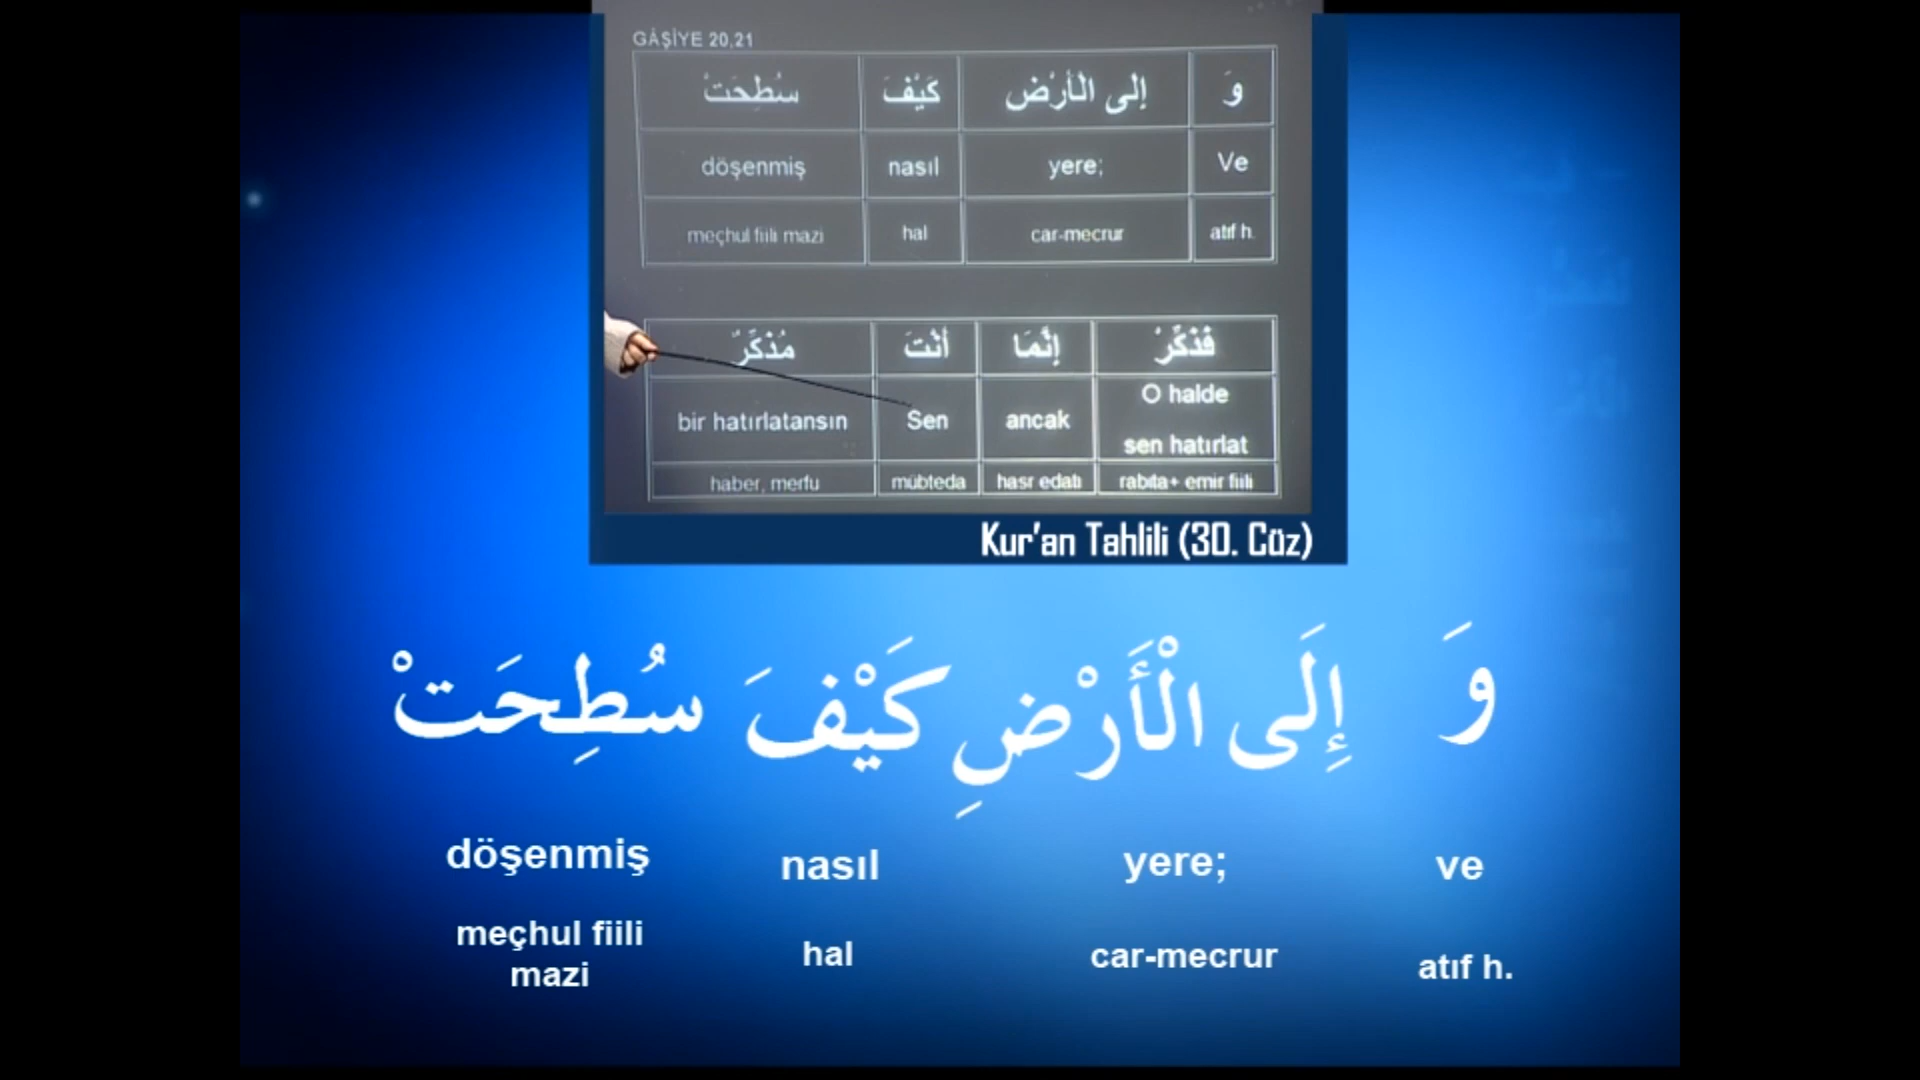 GÂŞİYE 20,21
وَ إِلى الْأَرْض كَيْفَ سُطِحَتْ
döşenmiş nasıl yere; Ve
meçhul fiili mazi hal car-mecrur atıf h.
فَذَكِّرْ إِنَّمَا أَنْتَ مُذَكِّرٌ
O halde
bir hatırlatansın Sen ancak
sen hatırlat
haber, merfu mübteda hasr edatı rabıta+ emir fiili
Kur'an Tahlili (30. Cüz)
وَ إِلَى الْأَرْضِ كَيْفَ سُطِحَتْ
döşenmiş nasıl yere; ve
meçhul fiili
mazi hal car-mecrur atıf h.